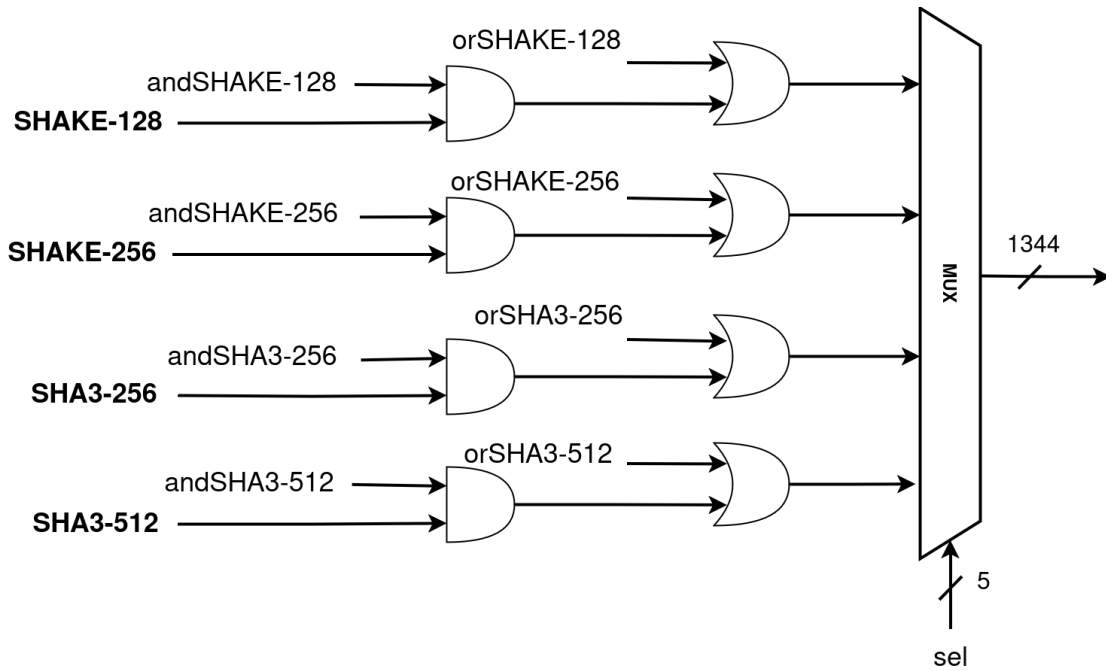 orSHAKE-128
andSHAKE-128
SHAKE-128
orSHAKE-256
andSHAKE-256
SHAKE-256
1344
MUX
orSHA3-256
andSHA3-256
SHA3-256
orSHA3-512
andSHA3-512
SHA3-512
5
sel